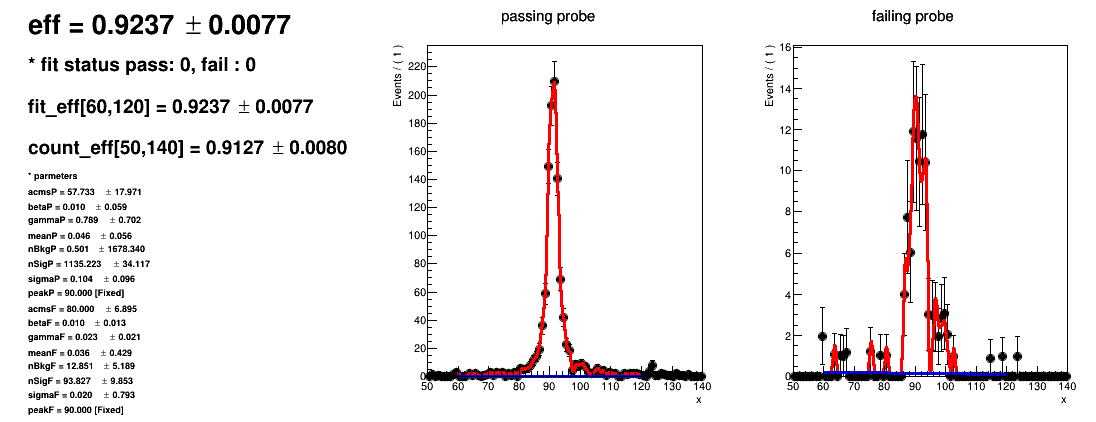 eff = 0.9237 ± 0.0077
* fit status pass: 0, fail : 0
fit_eff[60,120] = 0.9237 ± 0.0077
count_eff[50,140] = 0.9127 ± 0.0080
* parmeters
acmsP = 57.733 ± 17.971
betaP = 0.010 ± 0.059
gammaP = 0.789 ± 0.702
meanP = 0.046 ± 0.056
nBkgP = 0.501 ± 1678.340
nSigP = 1135.223 ± 34.117
sigmaP = 0.104 ± 0.096
peakP = 90.000 [Fixed]
acmsF = 80.000 ± 6.895
betaF = 0.010 ± 0.013
gammaF = 0.023 ± 0.021
meanF = 0.036 ± 0.429
nBkgF = 12.851 ± 5.189
nSigF = 93.827 ± 9.853
sigmaF = 0.020 ± 0.793
peakF = 90.000 [Fixed]
passing probe
Events / ( 1 )
220
200
180
160
140
120
100
80
60
40
20
0
50 60 70 80 90 100 110 120 130 140
x
failing probe
Events / ( 1 )
16
14
12
10
8
6
4
2
0
50 60 70 80 90 100 110 120 130 140
x